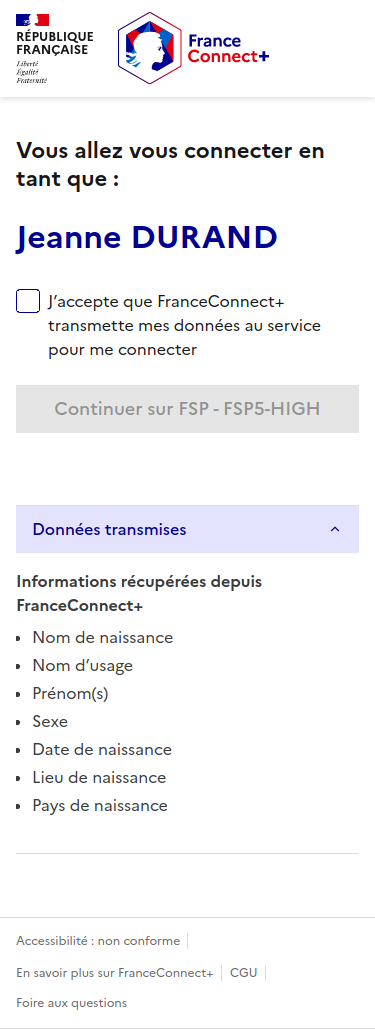 RÉPUBLIQUE
FRANÇAISE
Liberté
Égalité
Fraternité
France
Connect+
Vous allez vous connecter en
tant que :
Jeanne DURAND
J’accepte que FranceConnect+
transmette mes données au service
pour me connecter
Continuer sur FSP - FSP5-HIGH
Données transmises
Informations récupérées depuis
FranceConnect+
• Nom de naissance
• Nom d’usage
• Prénom(s)
• Sexe
• Date de naissance
• Lieu de naissance
• Pays de naissance
Accessibilité : non conforme
En savoir plus sur FranceConnect+ CGU
Foire aux questions